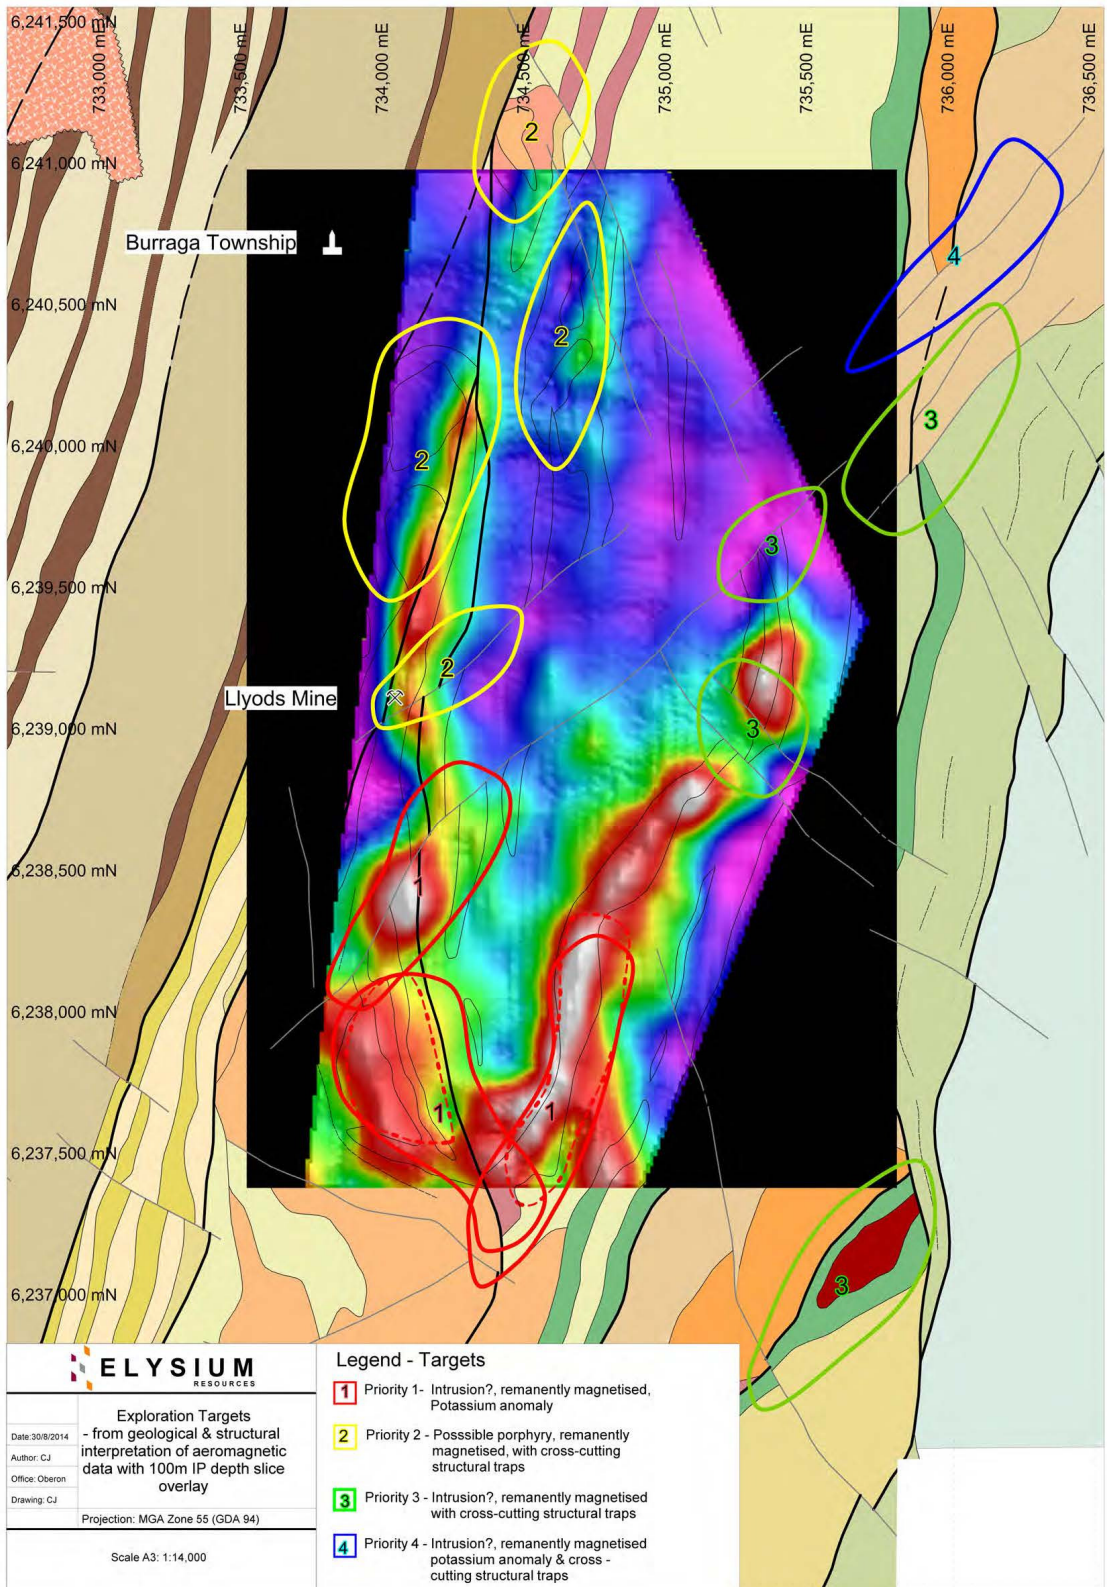 6,241,500 mN
733,000 mE
733,500 mE
734,000 mE
734,500 mE
735,000 mE
735,500 mE
736,000 mE
736,500 mE
2
6,241,000 mN
Burraga Township
4
6,240,500 mN
2
3
6,240,000 mN
2
3
6,239,500 mN
2
Llyods Mine
6,239,000 mN
3
6,238,500 mN
1
6,238,000 mN
1
1
6,237,500 mN
3
6,237,000 mN
ELYSIUM
RESOURCES
Exploration Targets
- from geological & structural
interpretation of aeromagnetic
data with 100m IP depth slice
overlay
Date:30/8/2014
Author: CJ
Office: Oberon
Drawing: CJ
Projection: MGA Zone 55 (GDA 94)
Scale A3: 1:14,000
Legend - Targets
1 Priority 1- Intrusion?, remanently magnetised,
Potassium anomaly
2 Priority 2 - Posssible porphyry, remanently
magnetised, with cross-cutting
structural traps
3 Priority 3 - Intrusion?, remanently magnetised
with cross-cutting structural traps
4 Priority 4 - Intrusion?, remanently magnetised
potassium anomaly & cross -
cutting structural traps